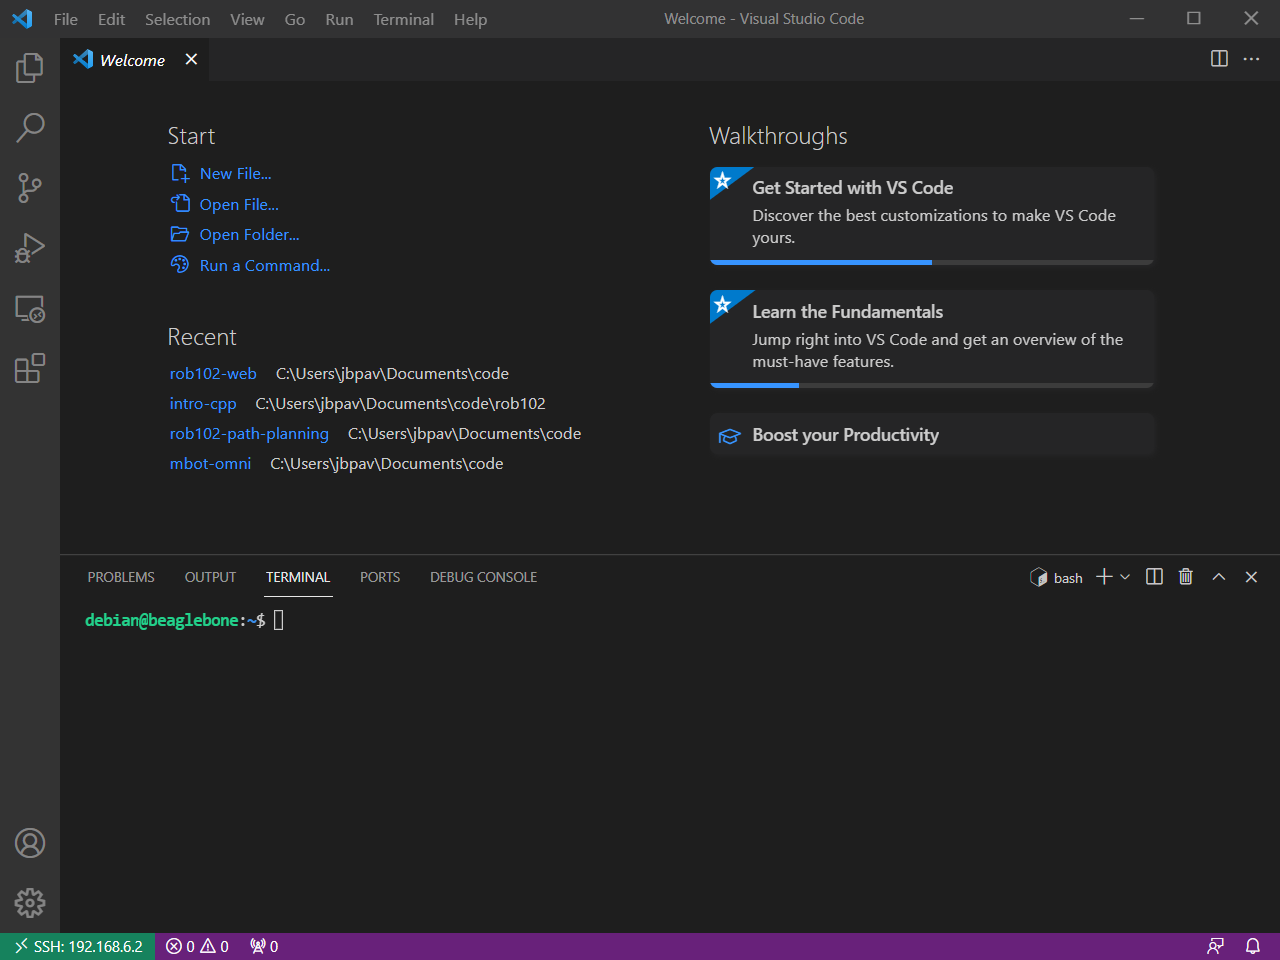 File Edit Selection View Go Run Terminal Help Welcome - Visual Studio Code
Welcome
Start
New File...
Open File...
Open Folder...
Run a Command...
Recent
rob102-web C:\Users\jbpav\Documents\code
intro-cpp C:\Users\jbpav\Documents\code\rob102
rob102-path-planning C:\Users\jbpav\Documents\code
mbot-omni C:\Users\jbpav\Documents\code
Walkthroughs
Get Started with VS Code
Discover the best customizations to make VS Code
yours.
Learn the Fundamentals
Jump right into VS Code and get an overview of the
must-have features.
Boost your Productivity
PROBLEMS OUTPUT TERMINAL PORTS DEBUG CONSOLE bash
debian@beaglebone:~$
SSH: 192.168.6.2 0 0 0